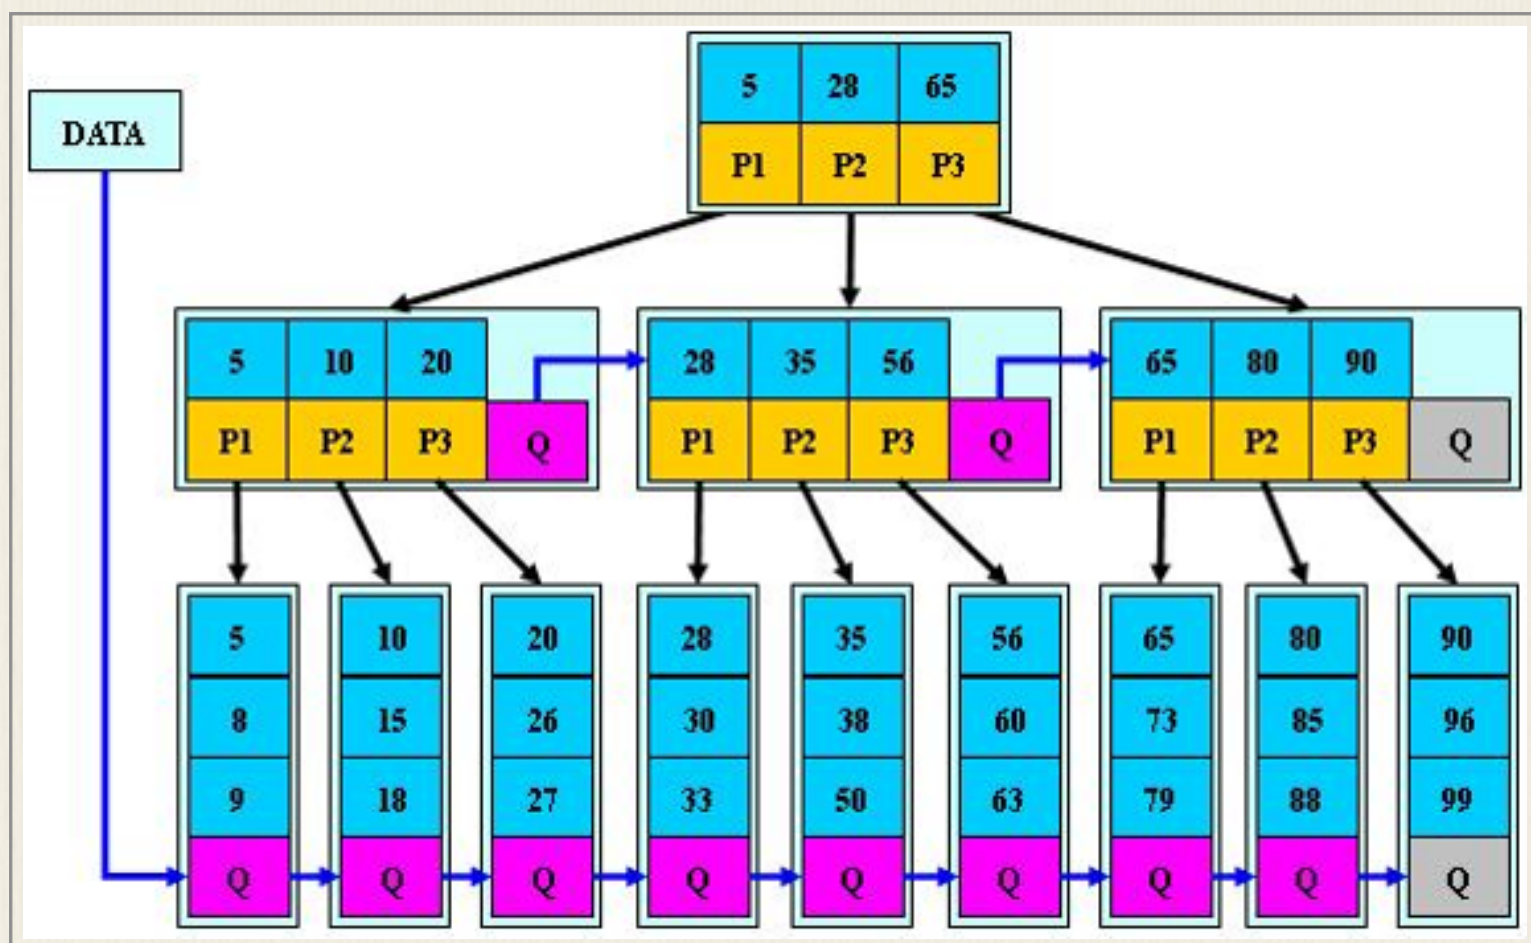 5 28 65
DATA
P1 P2 P3
5 10 20 28 35 56 65 80 90
P1 P2 P3 Q P1 P2 P3 Q P1 P2 P3 Q
5 10 20 28 35 56 65 80 90
8 15 26 30 38 60 73 85 96
9 18 27 33 50 63 79 88 99
Q Q Q Q Q Q Q Q Q